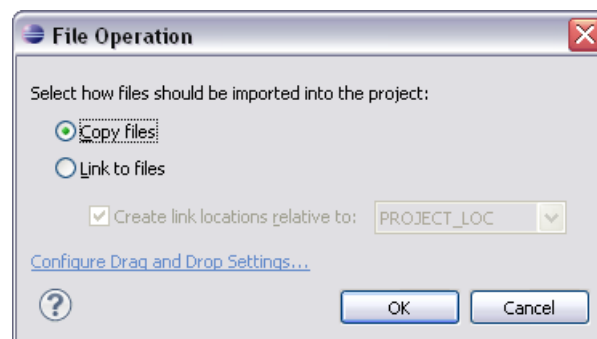 File Operation
Select how files should be imported into the project:
Copy files
Link to files
Create link locations relative to: PROJECT_LOC
Configure Drag and Drop Settings...
OK Cancel